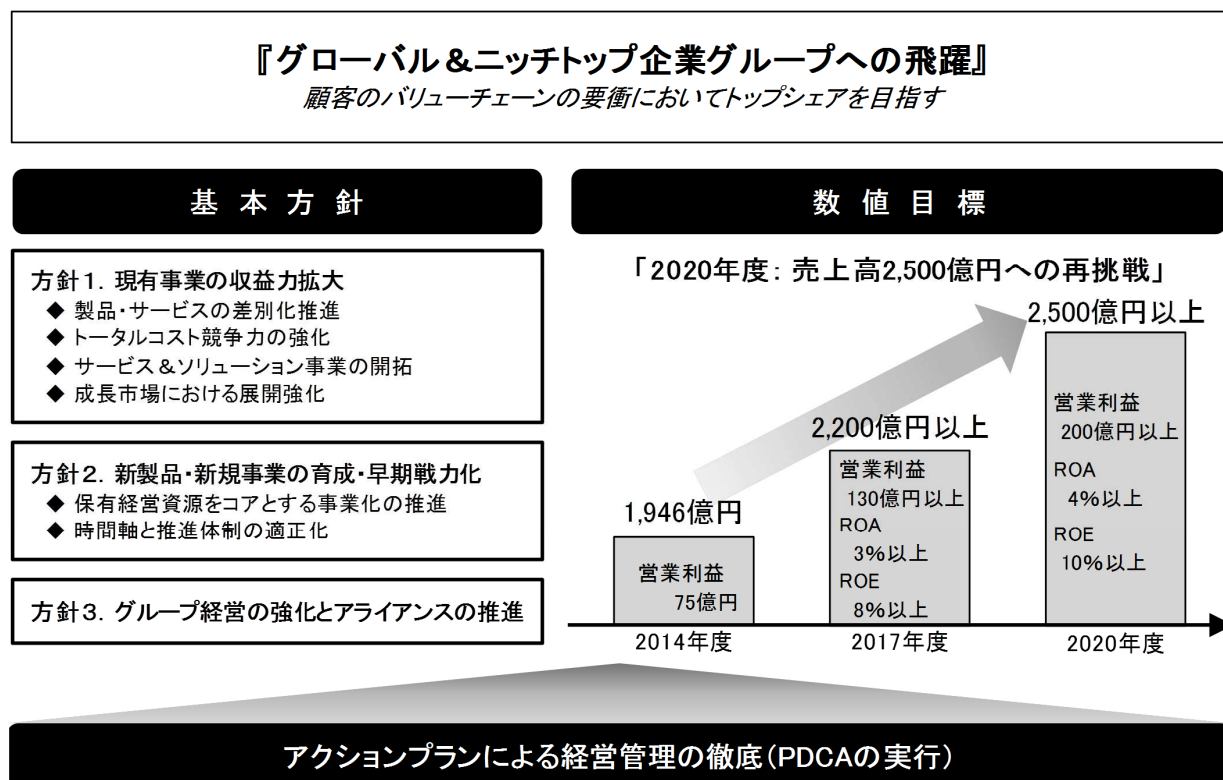 『グローバル＆ニッチトップ企業グループへの飛躍』
顧客のバリューチェーンの要衝においてトップシェアを目指す
基本方針
方針1．現有事業の収益力拡大
◆ 製品・サービスの差別化推進
◆ トータルコスト競争力の強化
◆ サービス＆ソリューション事業の開拓
◆ 成長市場における展開強化
方針2．新製品・新規事業の育成・早期戦力化
◆ 保有経営資源をコアとする事業化の推進
◆ 時間軸と推進体制の適正化
方針3．グループ経営の強化とアライアンスの推進
数値目標
「2020年度：売上高2,500億円への再挑戦」
1,946億円
営業利益
75億円
2014年度
2,200億円以上
営業利益
130億円以上
ROA
3%以上
ROE
8%以上
2017年度
2,500億円以上
営業利益
200億円以上
ROA
4%以上
ROE
10%以上
2020年度
アクションプランによる経営管理の徹底（PDCAの実行）